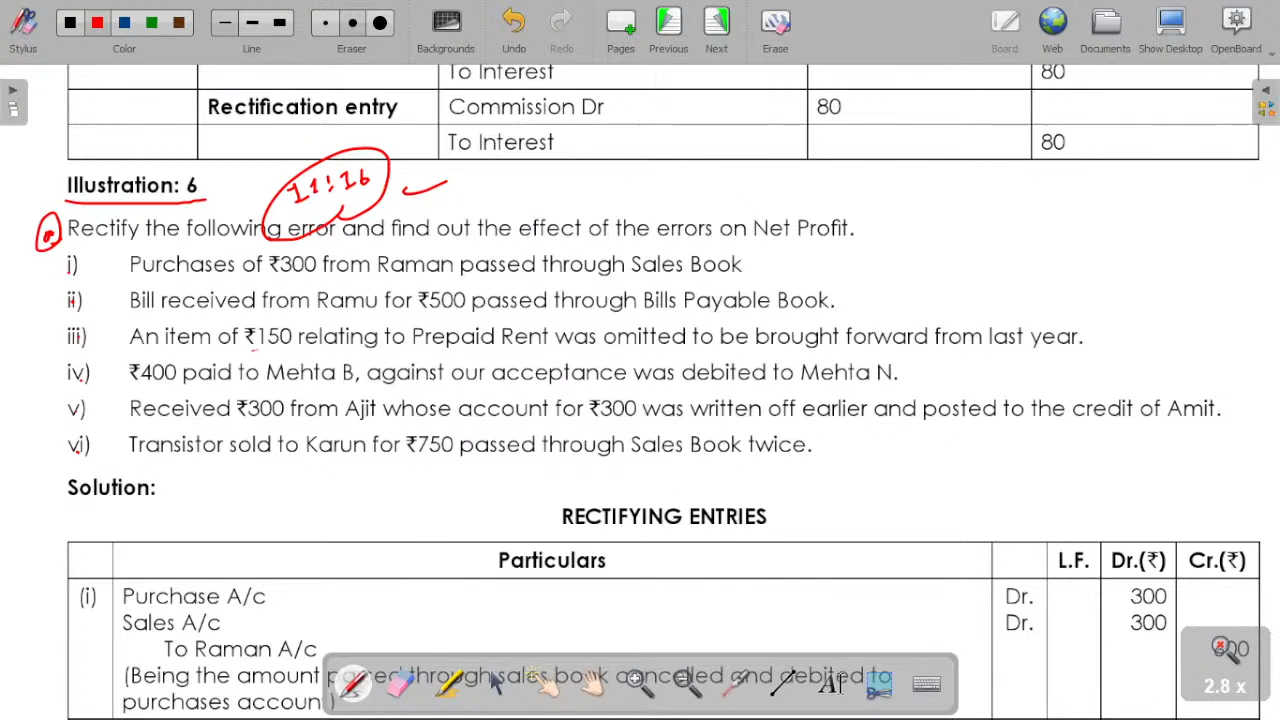 Stylus
Color
Line
Eraser
Backgrounds
Undo
Redo
Pages
Previous
Next
Erase
Board
Web
Documents
Show Desktop
OpenBoard
To Interest 80
Rectification entry Commission Dr 80
To Interest 80
Illustration: 6
11:16
Rectify the following error and find out the effect of the errors on Net Profit.
i) Purchases of ₹300 from Raman passed through Sales Book
ii) Bill received from Ramu for ₹500 passed through Bills Payable Book.
iii) An item of ₹150 relating to Prepaid Rent was omitted to be brought forward from last year.
iv) ₹400 paid to Mehta B, against our acceptance was debited to Mehta N.
v) Received ₹300 from Ajit whose account for ₹300 was written off earlier and posted to the credit of Amit.
vi) Transistor sold to Karun for ₹750 passed through Sales Book twice.
Solution:
RECTIFYING ENTRIES
Particulars L.F. Dr.(₹) Cr.(₹)
(i) Purchase A/c Dr. 300
Sales A/c Dr. 300
To Raman A/c
(Being the amount passed through sales book cancelled and debited to
purchases account)
2.8 x